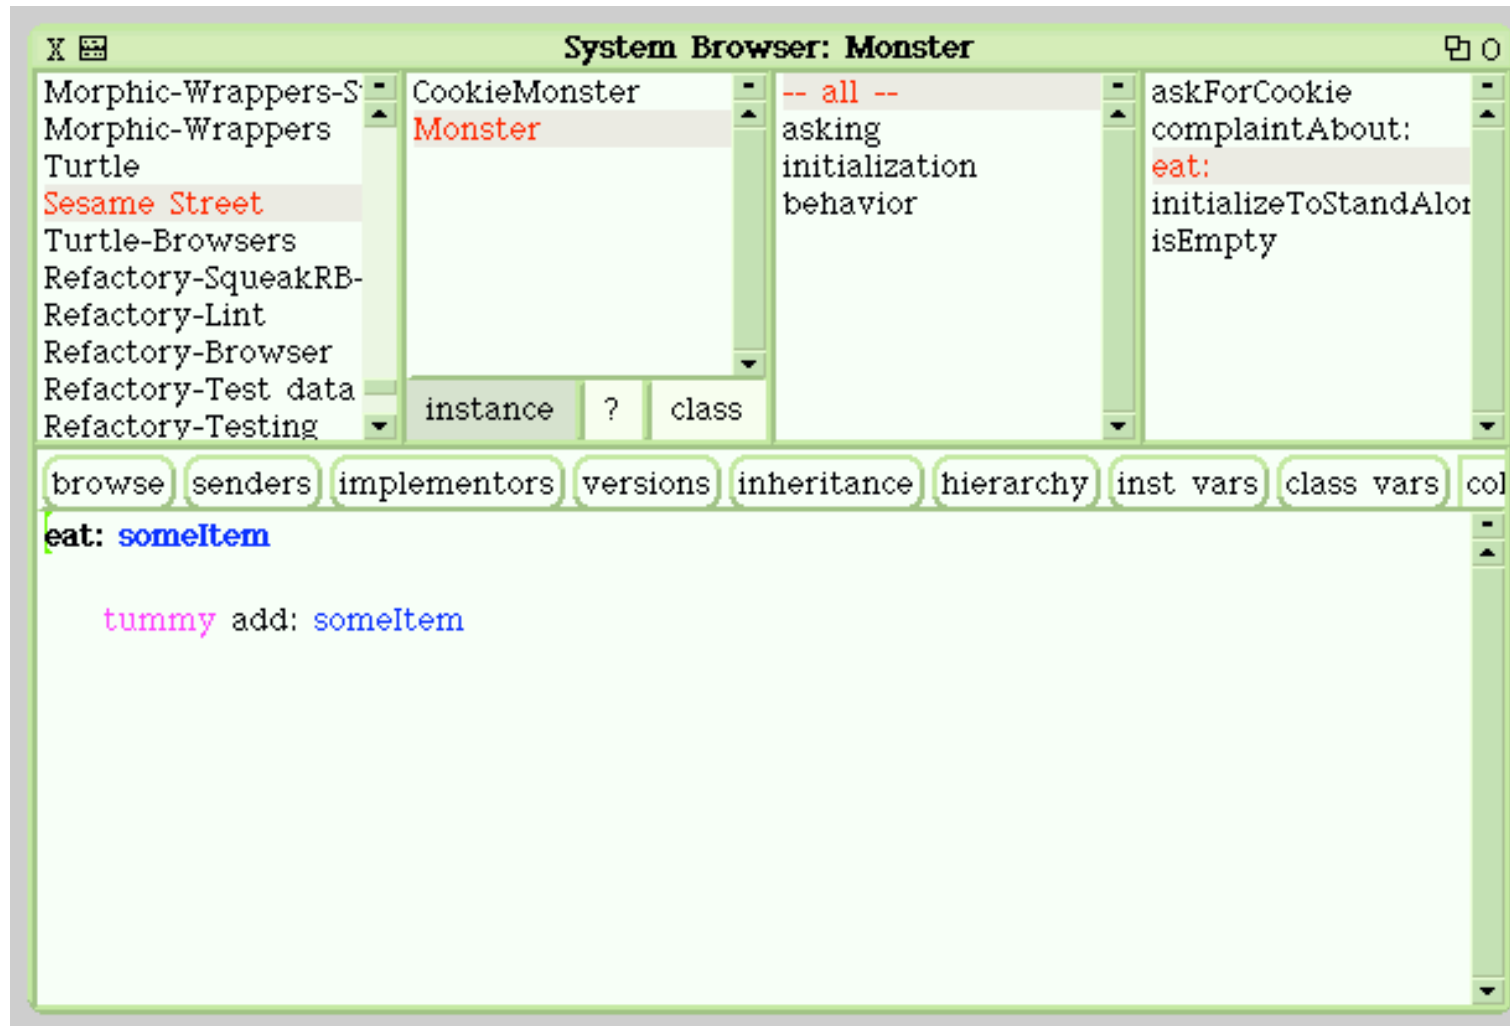 X System Browser: Monster
Morphic-Wrappers-S
Morphic-Wrappers
Turtle
Sesame Street
Turtle-Browsers
Refactory-SqueakRB-
Refactory-Lint
Refactory-Browser
Refactory-Test data
Refactory-Testing
CookieMonster
Monster
instance ? class
-- all --
asking
initialization
behavior
askForCookie
complaintAbout:
eat:
initializeToStandAlon
isEmpty
browse senders implementors versions inheritance hierarchy inst vars class vars col
eat: someItem
tummy add: someItem